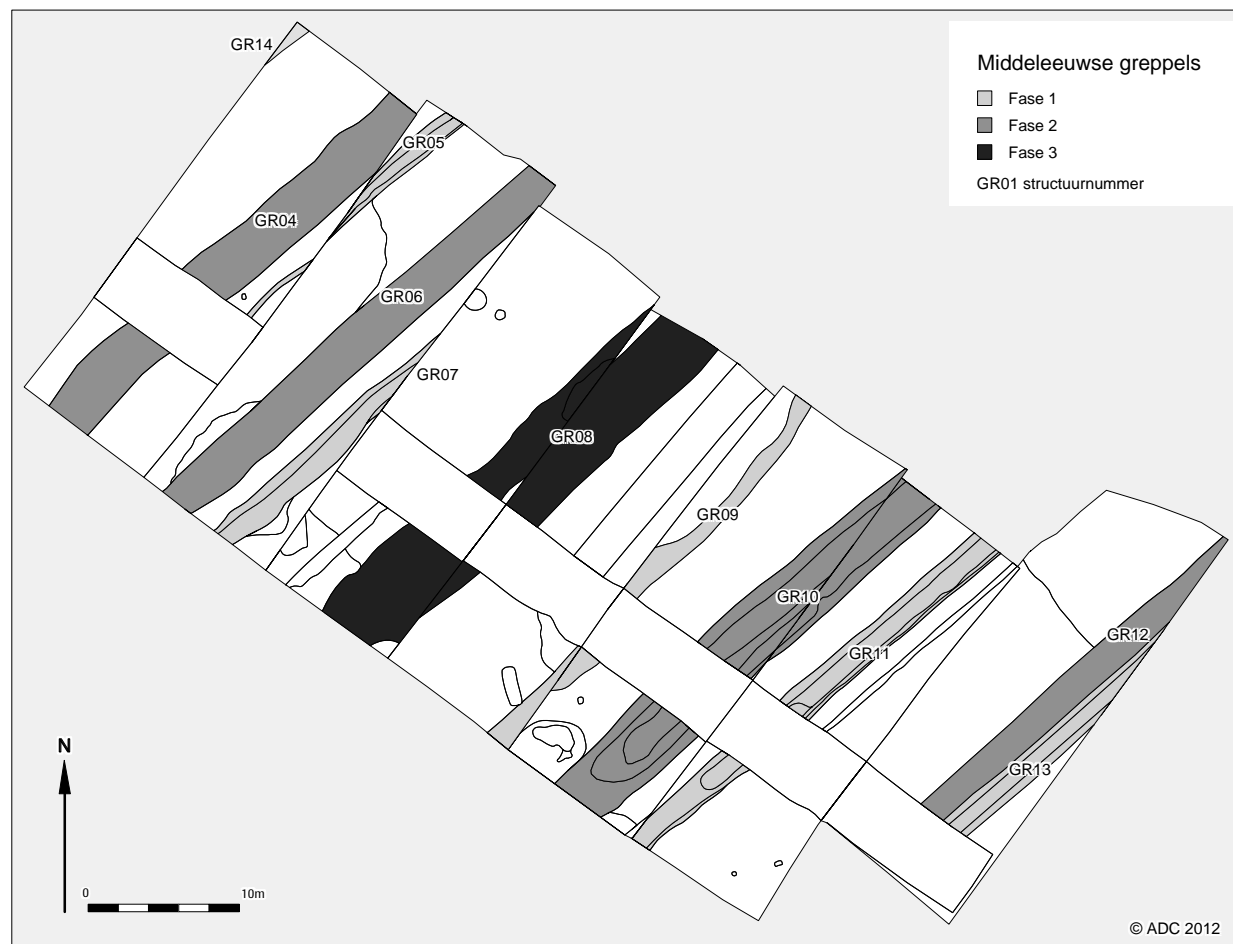 GR14
Middeleeuwse greppels
Fase 1
Fase 2
Fase 3
GR01 structuurnummer
GR05
GR04
GR06
GR07
GR08
GR09
GR10
GR11
GR12
GR13
N
0 10m
© ADC 2012